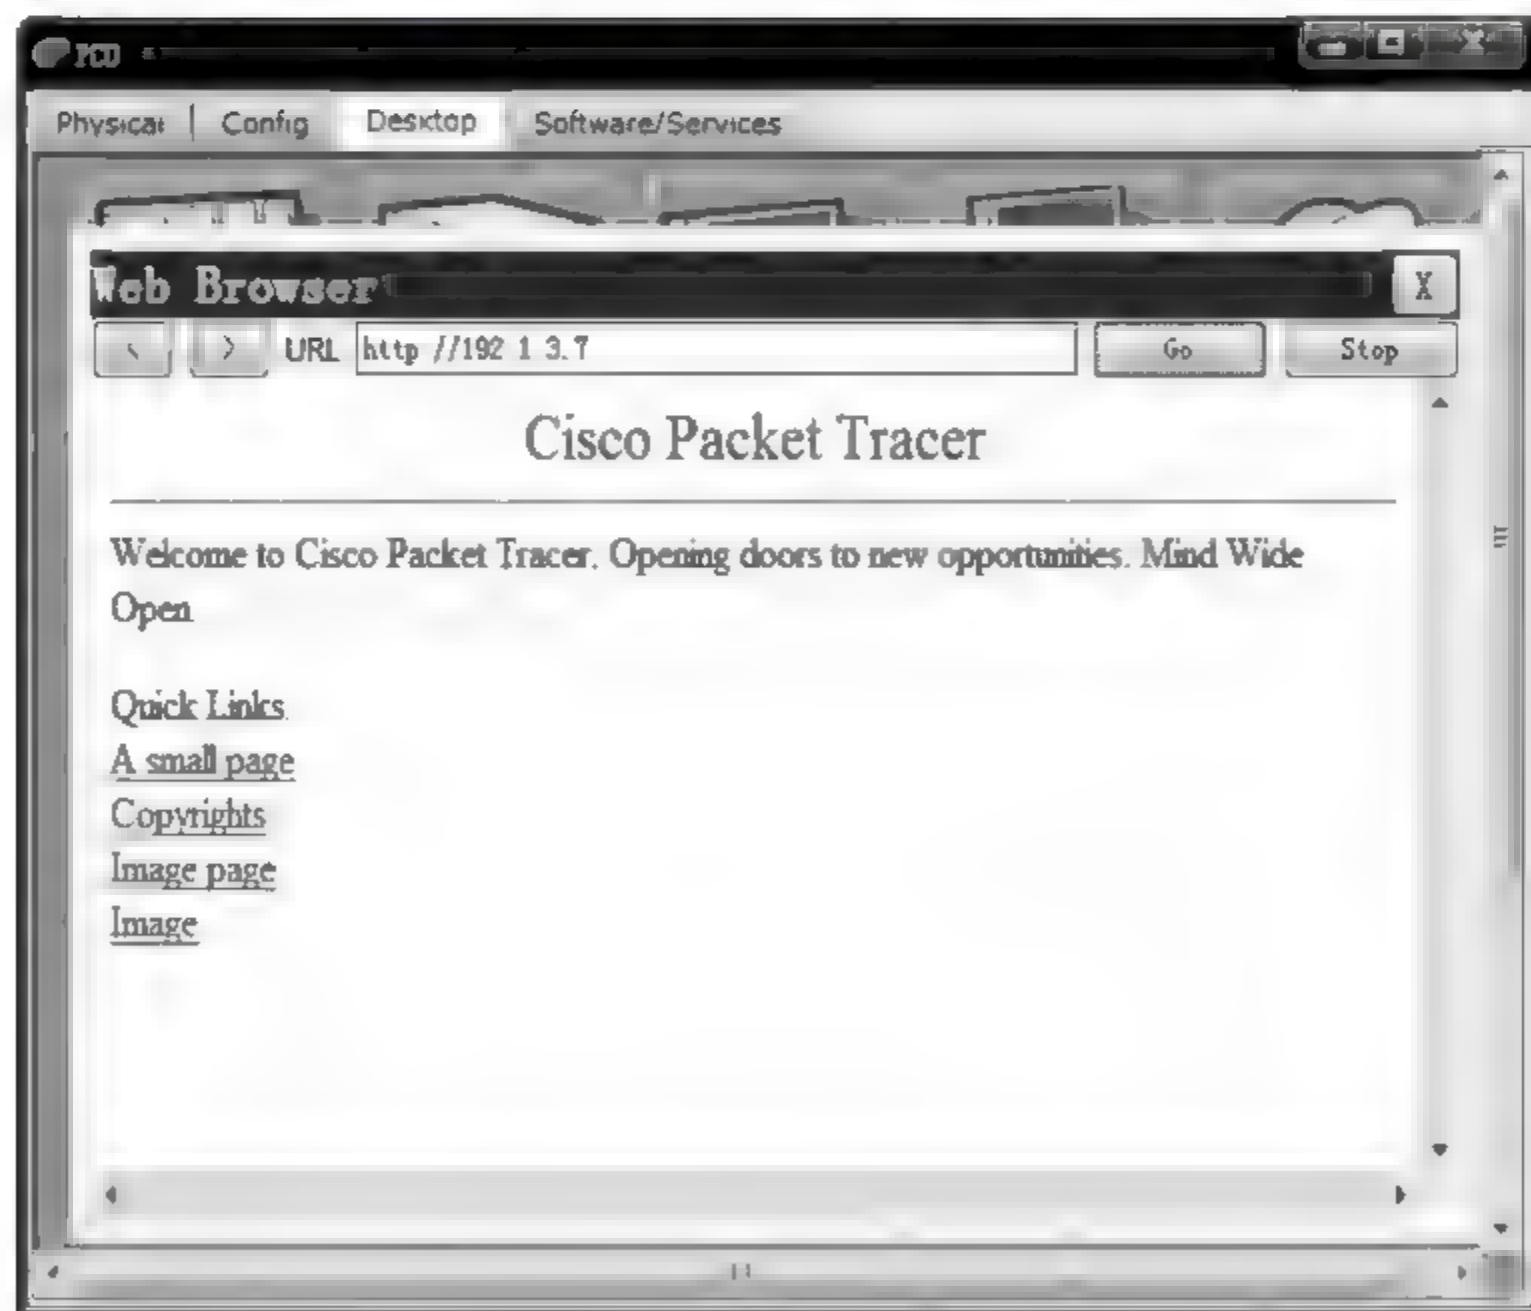 Physical Config Desktop Software/Services
Web Browser X
< > URL http //192 1 3.7 Go Stop
Cisco Packet Tracer
Welcome to Cisco Packet Tracer. Opening doors to new opportunities. Mind Wide
Open
Quick Links
A small page
Copyrights
Image page
Image